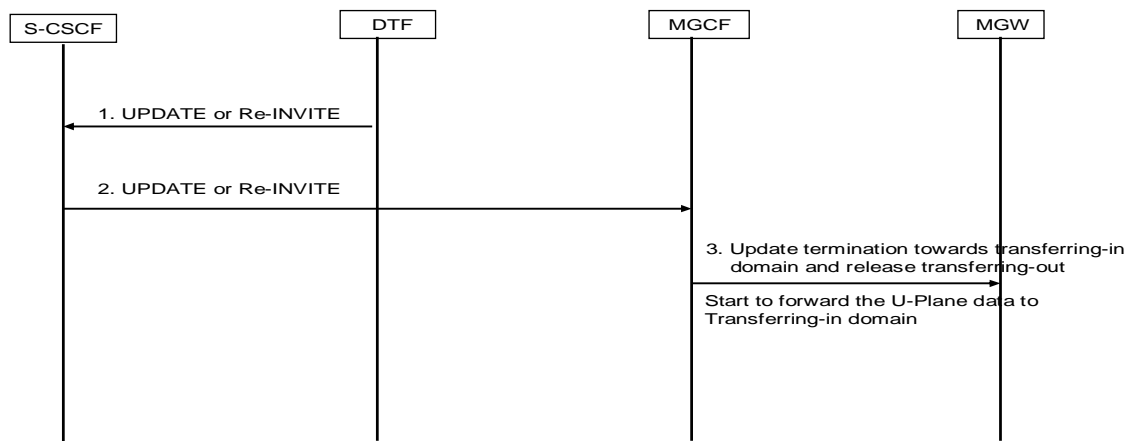 S-CSCF
DTF
MGCF
MGW
1. UPDATE or Re-INVITE
2. UPDATE or Re-INVITE
3. Update termination towards transferring-in
domain and release transferring-out
Start to forward the U-Plane data to
Transferring-in domain